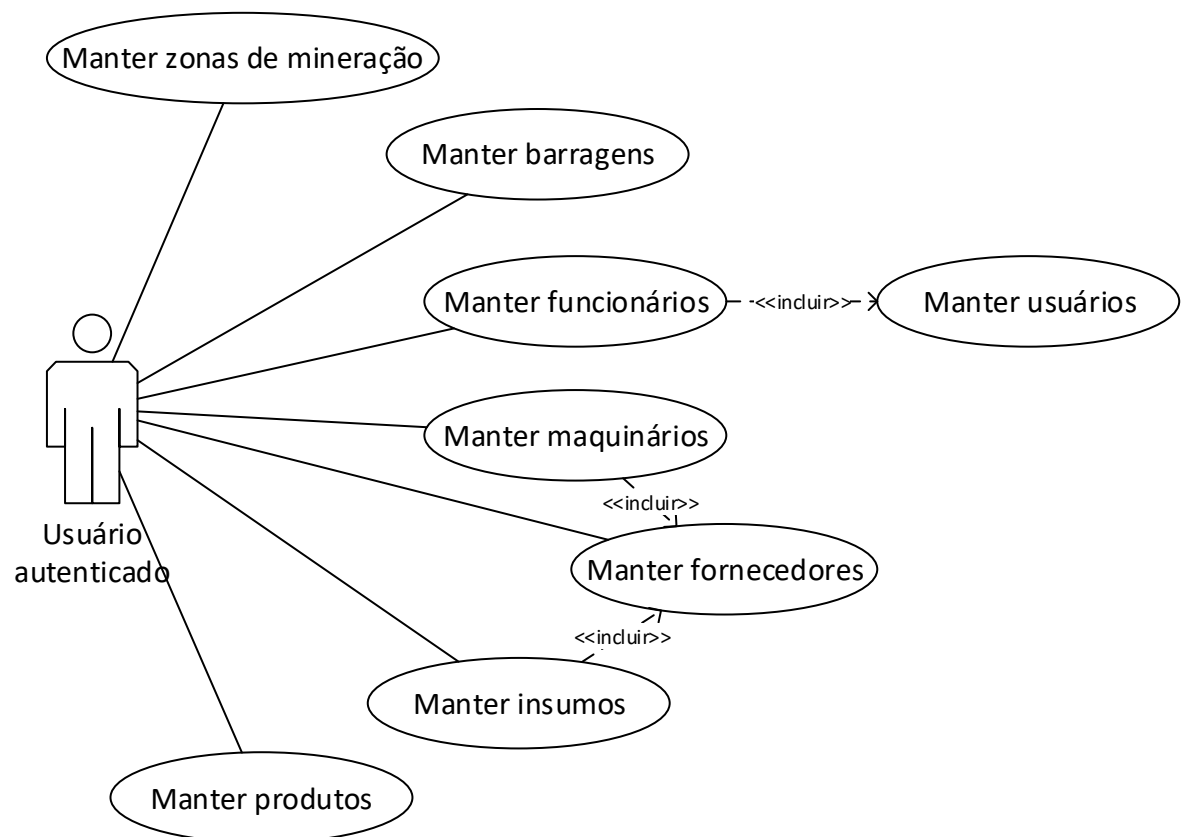 Manter zonas de mineração
Manter barragens
Manter funcionários
<<incluir>>
Manter usuários
Manter maquinários
<<incluir>>
Usuário
autenticado
Manter fornecedores
<<incluir>>
Manter insumos
Manter produtos